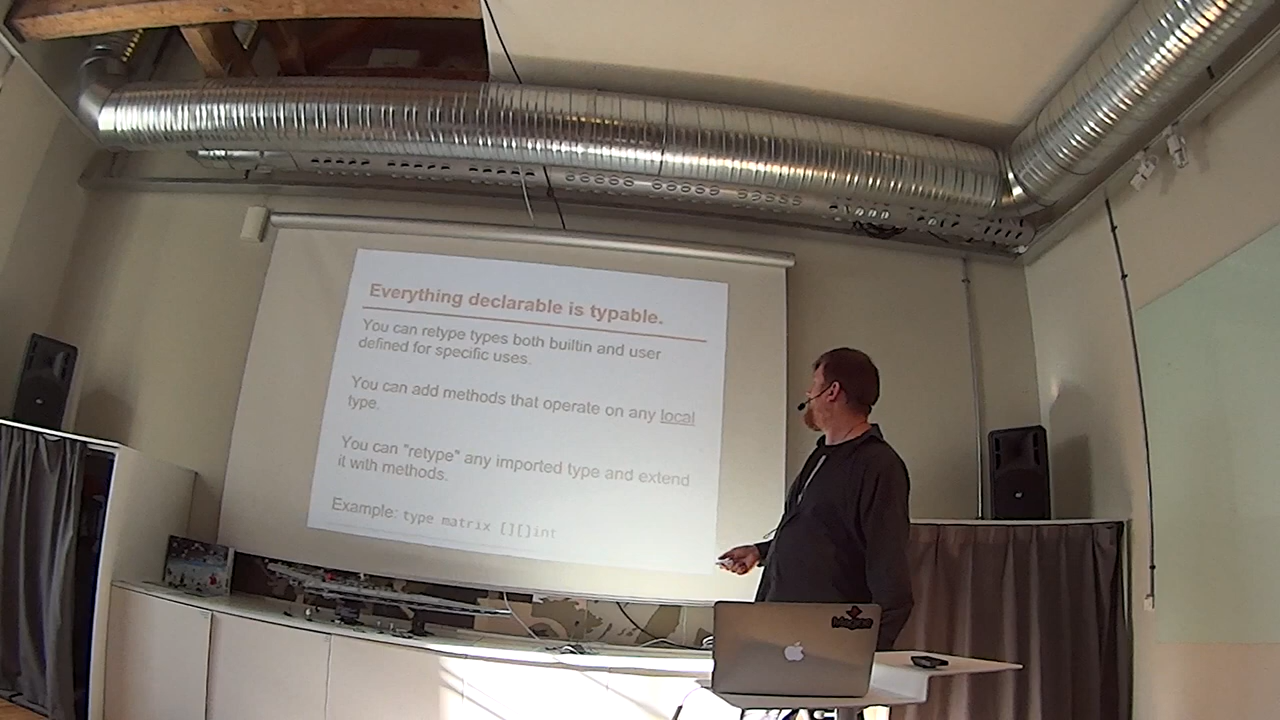 Everything declarable is typable.
You can retype types both builtin and user
defined for specific uses.
You can add methods that operate on any local
type.
You can "retype" any imported type and extend
it with methods.
Example: type matrix [][]int